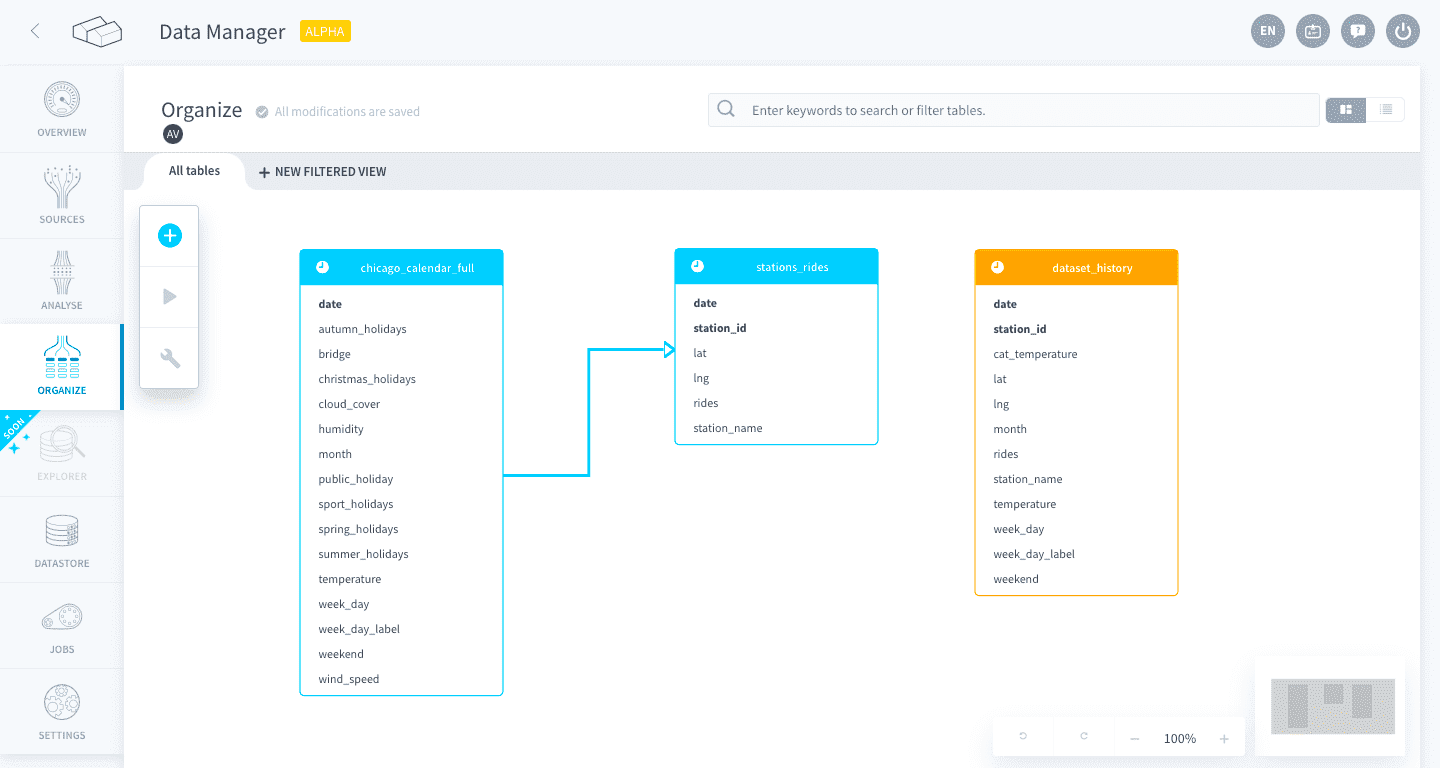 Data Manager ALPHA
EN
OVERVIEW
SOURCES
ANALYSE
ORGANIZE
SOON
EXPLORER
DATASTORE
JOBS
SETTINGS
Organize All modifications are saved
AV
Enter keywords to search or filter tables.
All tables
NEW FILTERED VIEW
chicago_calendar_full
date
autumn_holidays
bridge
christmas_holidays
cloud_cover
humidity
month
public_holiday
sport_holidays
spring_holidays
summer_holidays
temperature
week_day
week_day_label
weekend
wind_speed
stations_rides
date
station_id
lat
lng
rides
station_name
dataset_history
date
station_id
cat_temperature
lat
lng
month
rides
station_name
temperature
week_day
week_day_label
weekend
100%